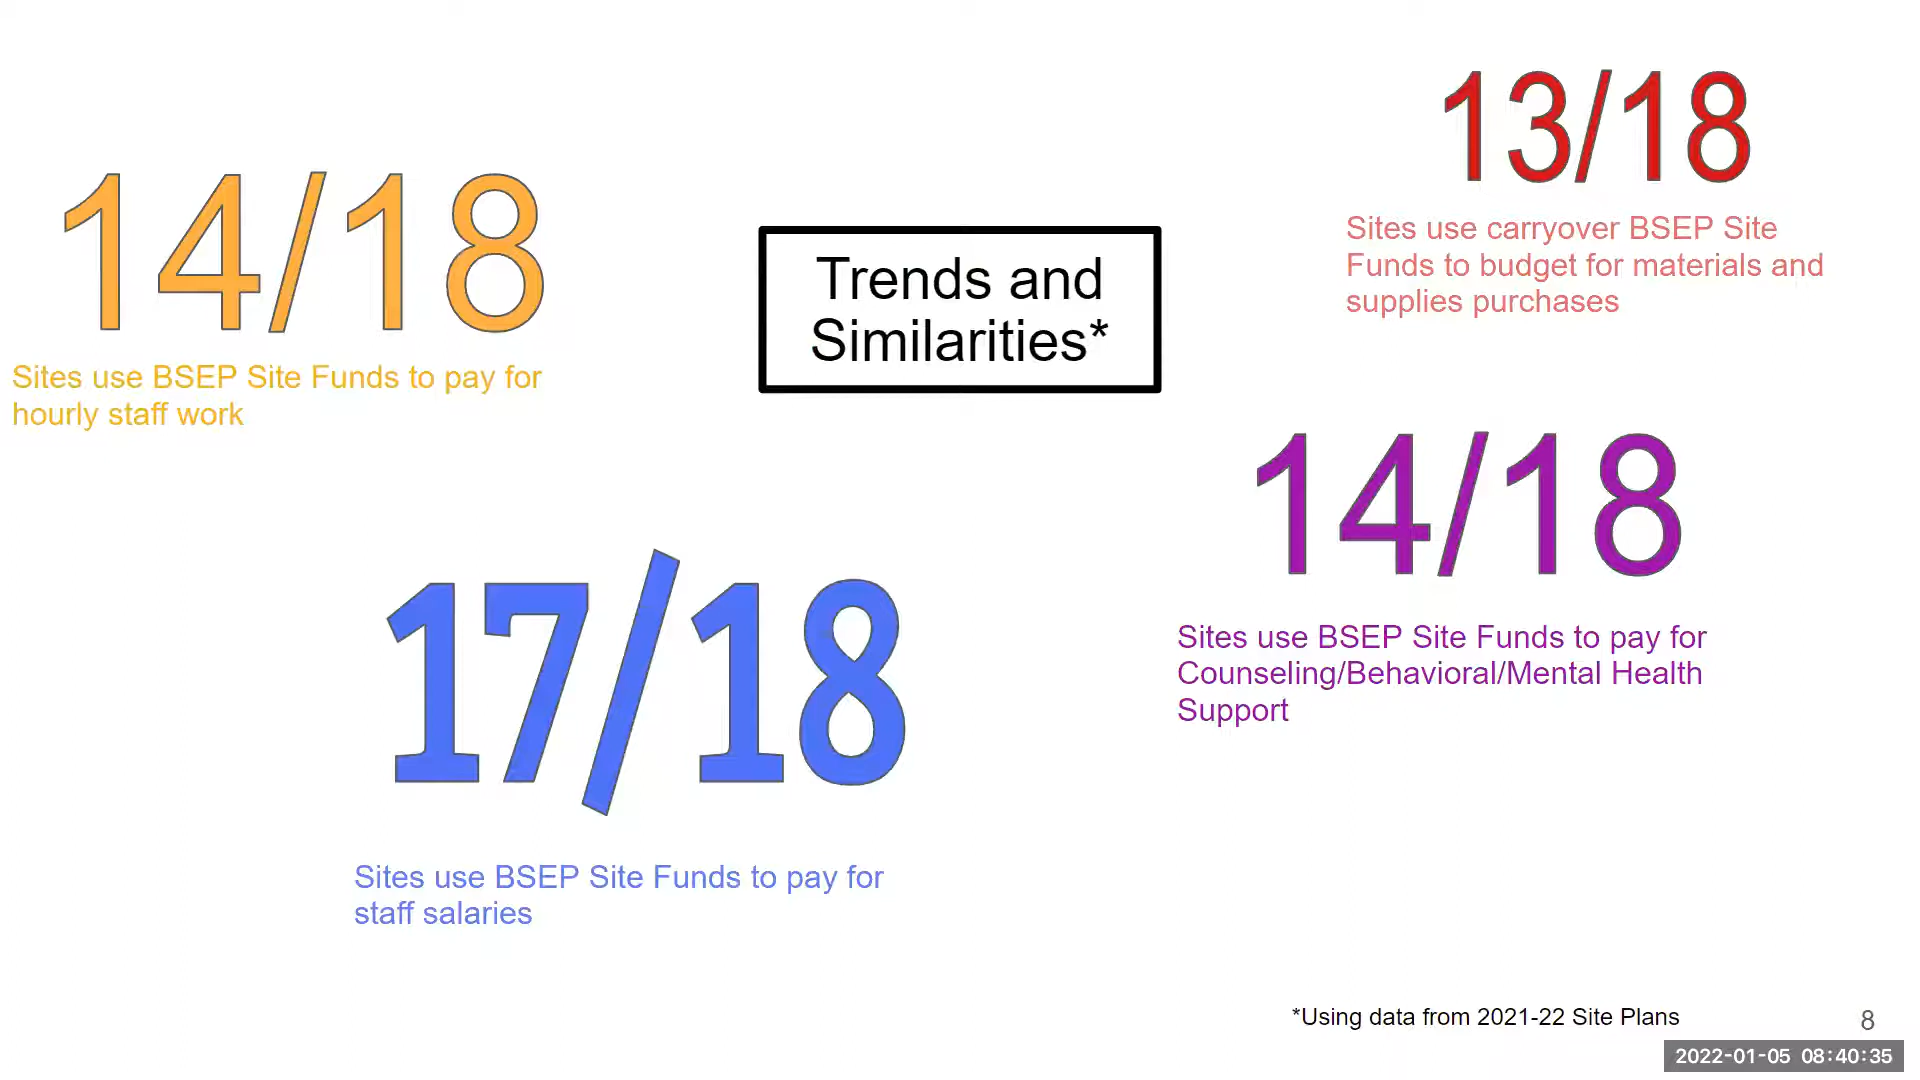 14/18
Sites use BSEP Site Funds to pay for
hourly staff work
Trends and
Similarities*
13/18
Sites use carryover BSEP Site
Funds to budget for materials and
supplies purchases
14/18
Sites use BSEP Site Funds to pay for
Counseling/Behavioral/Mental Health
Support
17/18
Sites use BSEP Site Funds to pay for
staff salaries
*Using data from 2021-22 Site Plans
8
2022-01-05 08:40:35